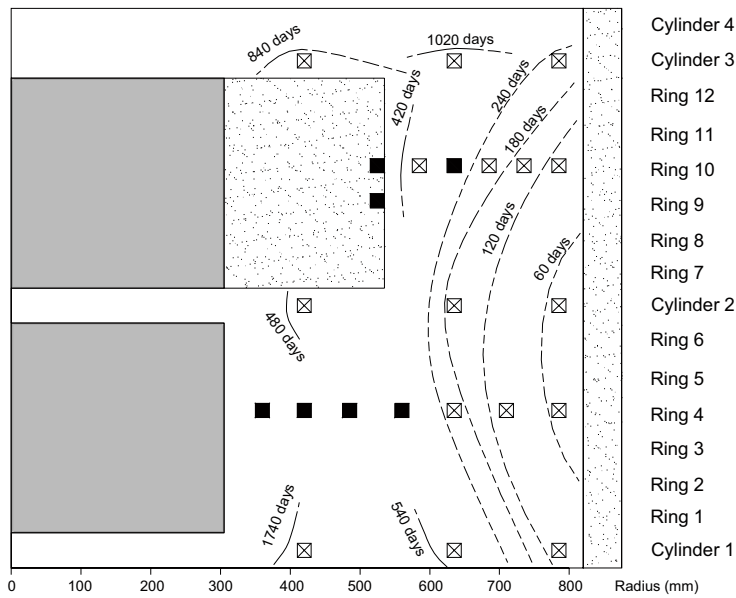 Cylinder 4
840 days
1020 days
Cylinder 3
240 days
420 days
Ring 12
180 days
Ring 11
Ring 10
Ring 9
120 days
Ring 8
60 days
Ring 7
Cylinder 2
480 days
Ring 6
Ring 5
Ring 4
Ring 3
Ring 2
1740 days
540 days
Ring 1
Cylinder 1
0 100 200 300 400 500 600 700 800 Radius (mm)